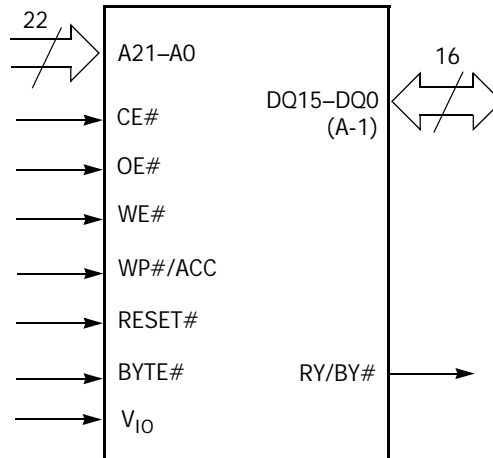 22
A21–A0
16
DQ15–DQ0
(A-1)
CE#
OE#
WE#
WP#/ACC
RESET#
BYTE#
RY/BY#
VIO